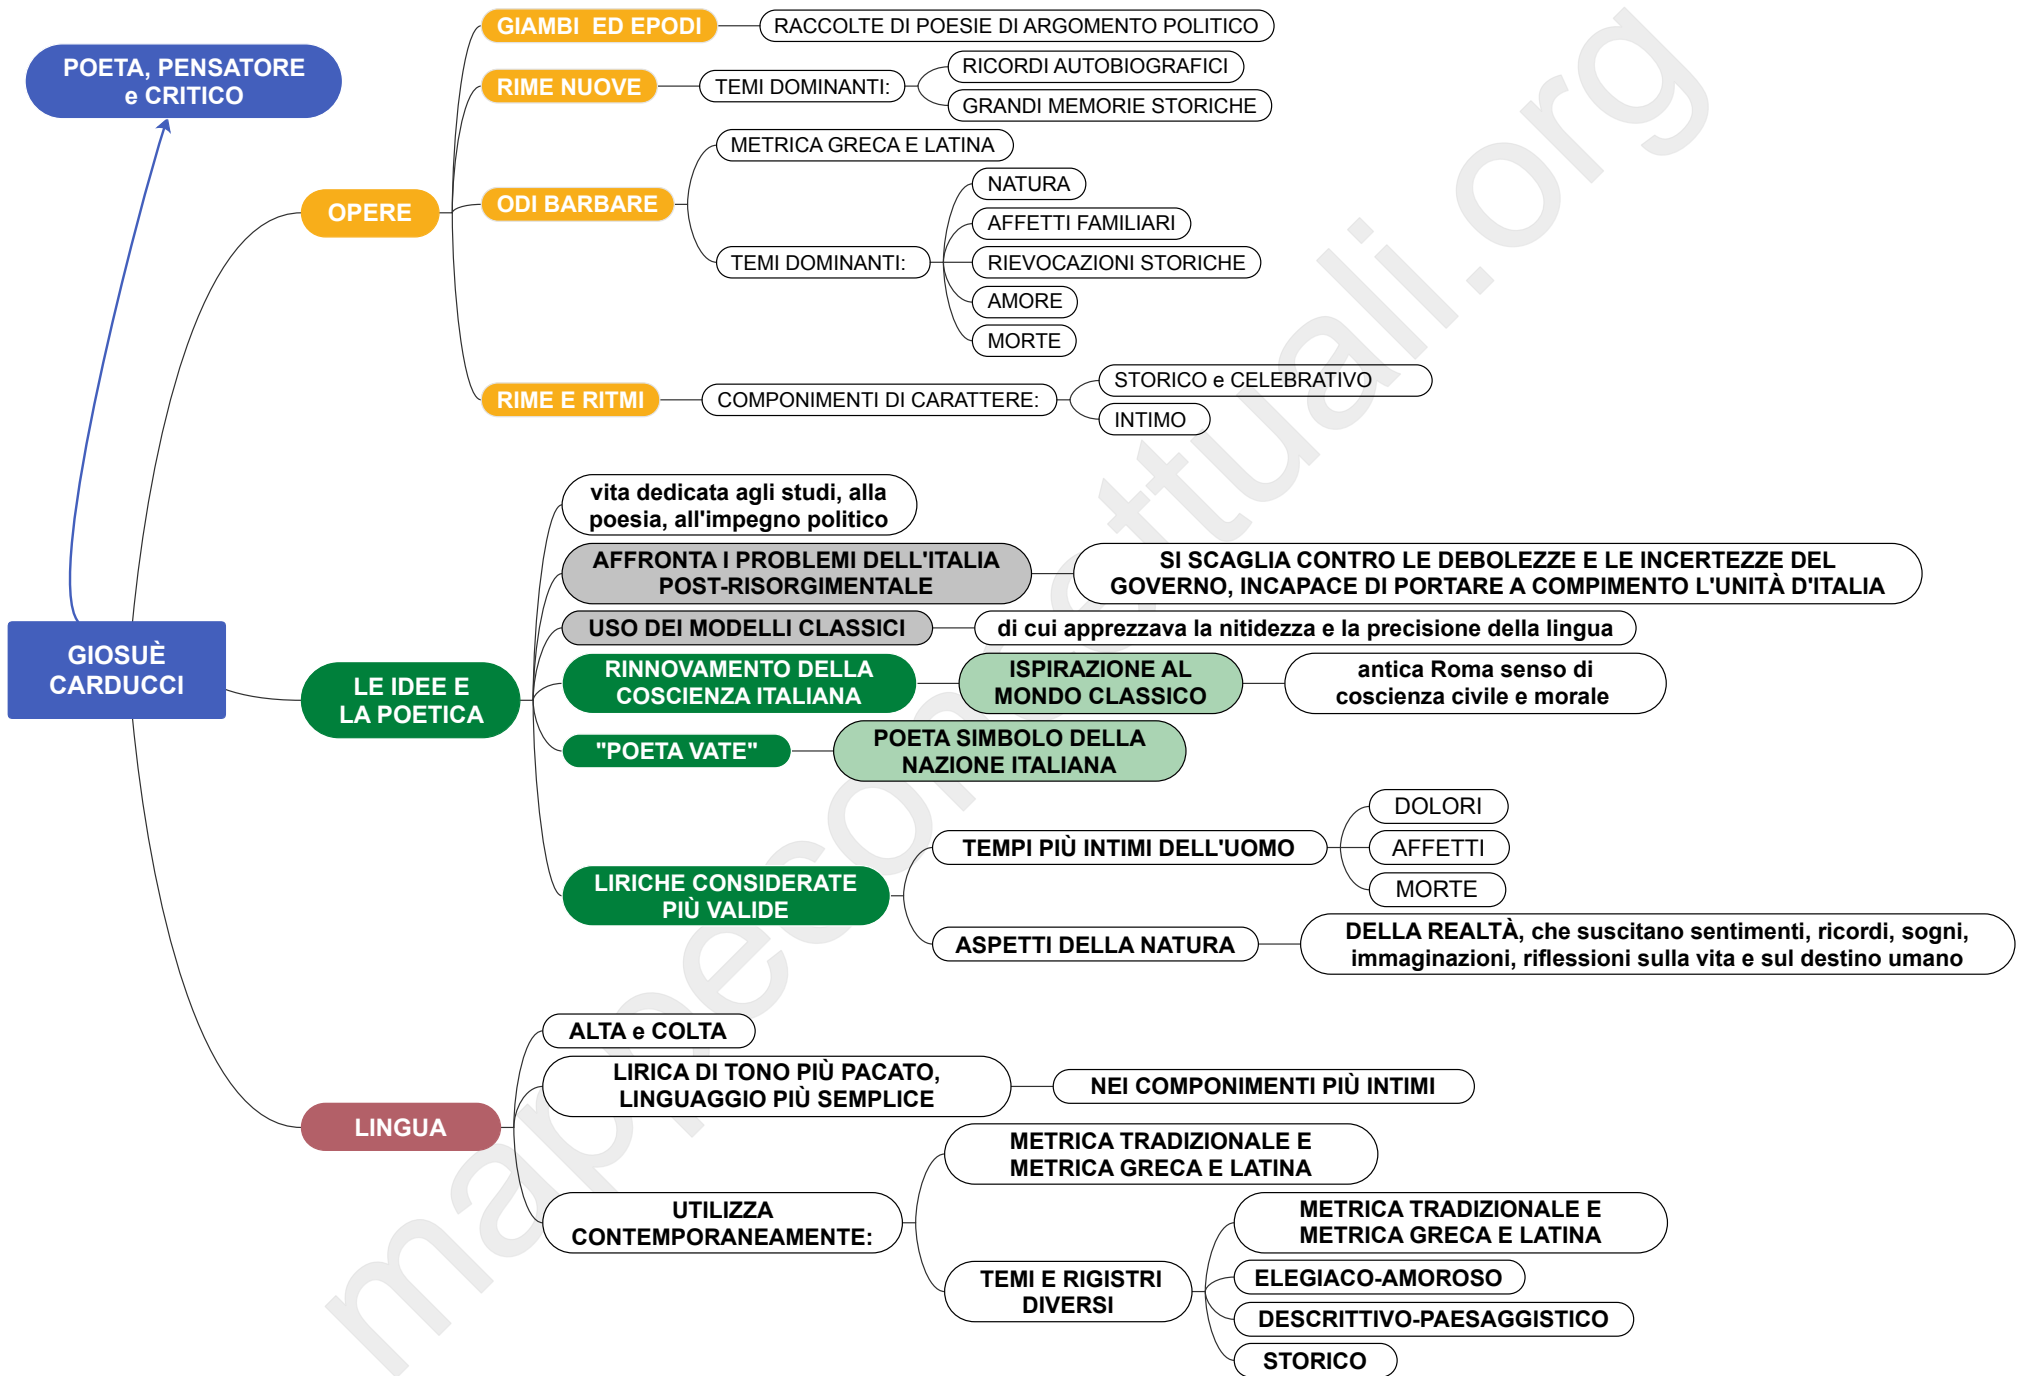 POETA, PENSATORE
e CRITICO
GIOSUÈ
CARDUCCI
OPERE
GIAMBI ED EPODI
RACCOLTE DI POESIE DI ARGOMENTO POLITICO
RIME NUOVE
TEMI DOMINANTI:
RICORDI AUTOBIOGRAFICI
GRANDI MEMORIE STORICHE
ODI BARBARE
METRICA GRECA E LATINA
TEMI DOMINANTI:
NATURA
AFFETTI FAMILIARI
RIEVOCAZIONI STORICHE
AMORE
MORTE
RIME E RITMI
COMPONIMENTI DI CARATTERE:
STORICO e CELEBRATIVO
INTIMO
LE IDEE E
LA POETICA
vita dedicata agli studi, alla
poesia, all'impegno politico
AFFRONTA I PROBLEMI DELL'ITALIA
POST-RISORGIMENTALE
SI SCAGLIA CONTRO LE DEBOLEZZE E LE INCERTEZZE DEL
GOVERNO, INCAPACE DI PORTARE A COMPIMENTO L'UNITÀ D'ITALIA
USO DEI MODELLI CLASSICI
di cui apprezzava la nitidezza e la precisione della lingua
RINNOVAMENTO DELLA
COSCIENZA ITALIANA
ISPIRAZIONE AL
MONDO CLASSICO
antica Roma senso di
coscienza civile e morale
"POETA VATE"
POETA SIMBOLO DELLA
NAZIONE ITALIANA
LIRICHE CONSIDERATE
PIÙ VALIDE
TEMPI PIÙ INTIMI DELL'UOMO
DOLORI
AFFETTI
MORTE
ASPETTI DELLA NATURA
DELLA REALTÀ, che suscitano sentimenti, ricordi, sogni,
immaginazioni, riflessioni sulla vita e sul destino umano
LINGUA
ALTA e COLTA
LIRICA DI TONO PIÙ PACATO,
LINGUAGGIO PIÙ SEMPLICE
NEI COMPONIMENTI PIÙ INTIMI
UTILIZZA
CONTEMPORANEAMENTE:
METRICA TRADIZIONALE E
METRICA GRECA E LATINA
TEMI E RIGISTRI
DIVERSI
METRICA TRADIZIONALE E
METRICA GRECA E LATINA
ELEGIACO-AMOROSO
DESCRITTIVO-PAESAGGISTICO
STORICO
mappeconcettuali.org